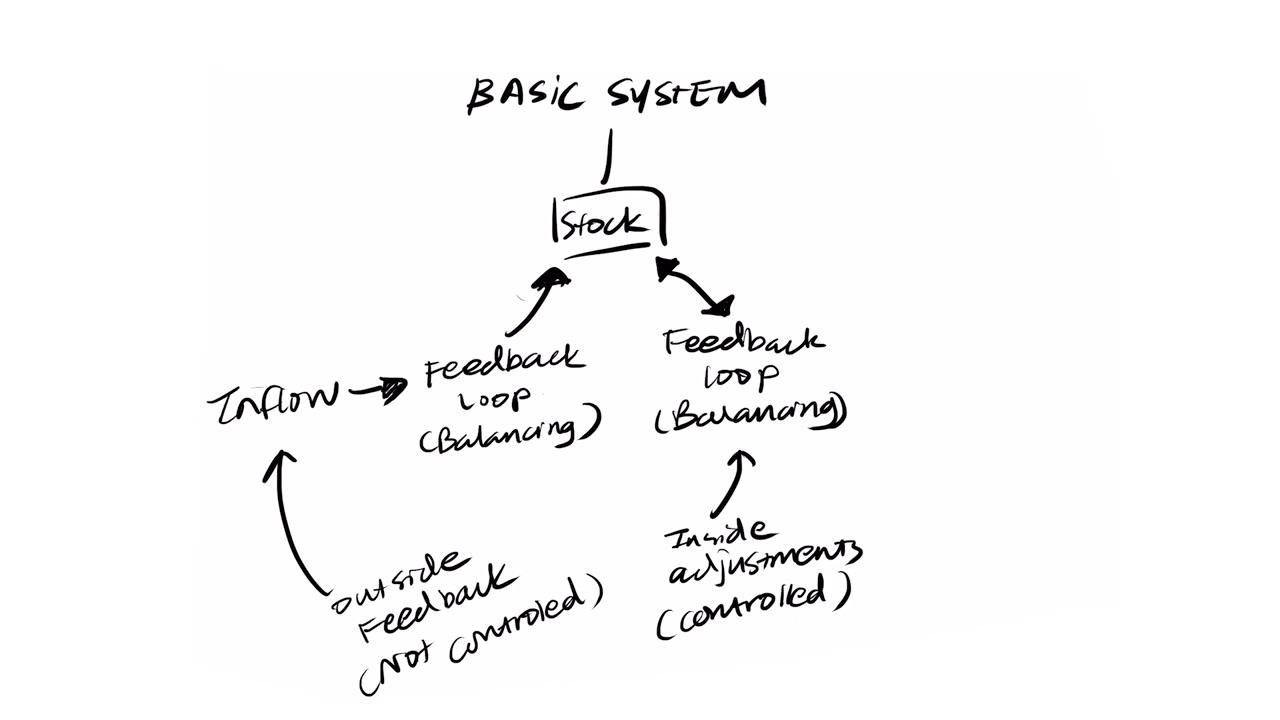 BASIC SYSTEM
Stock
Feedback
loop
(Balancing)
Feedback
loop
(Balancing)
Inflow
Outside
Feedback
(Not controled)
Inside
adjustments
(controlled)